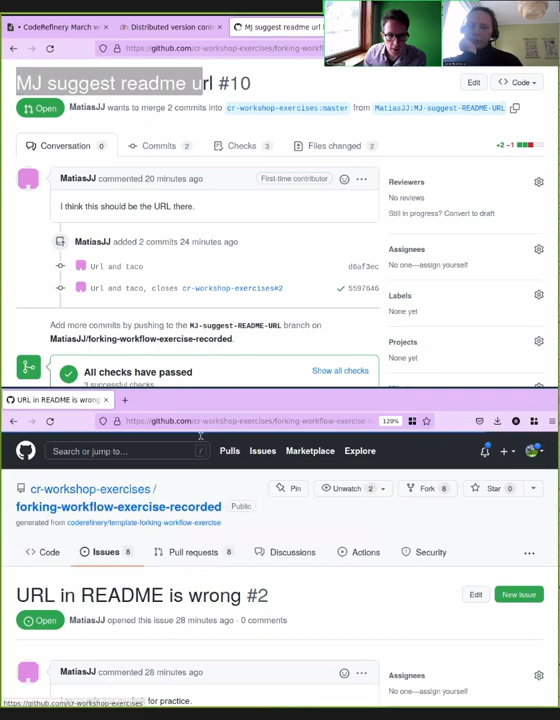 CodeRefinery March w
Distributed version cont
MJ suggest readme url
https://github.com/cr-workshop-exercises/forking-workf
MJ suggest readme url #10
Edit
Code
Open
MatiasJJ wants to merge 2 commits into cr-workshop-exercises:master from MatiasJJ:MJ-suggest-README-URL
Conversation 0
Commits 2
Checks 3
Files changed 2
+2 −1
MatiasJJ commented 20 minutes ago
First-time contributor
I think this should be the URL there.
MatiasJJ added 2 commits 24 minutes ago
Url and taco
d6af3ec
Url and taco, closes cr-workshop-exercises#2
5597646
Add more commits by pushing to the MJ-suggest-README-URL branch on
MatiasJJ/forking-workflow-exercise-recorded.
All checks have passed
3 successful checks
Show all checks
Reviewers
No reviews
Still in progress? Convert to draft
Assignees
No one—assign yourself
Labels
None yet
Projects
None yet
URL in README is wrong
https://github.com/cr-workshop-exercises/forking-workflow-exercise-
120%
Search or jump to…
/
Pulls
Issues
Marketplace
Explore
cr-workshop-exercises /
forking-workflow-exercise-recorded
Public
generated from coderefinery/template-forking-workflow-exercise
Pin
Unwatch 2
Fork 8
Star 0
Code
Issues 8
Pull requests 8
Discussions
Actions
Security
URL in README is wrong #2
Edit
New Issue
Open
MatiasJJ opened this issue 28 minutes ago · 0 comments
MatiasJJ commented 28 minutes ago
for practice.
Assignees
No one—assign yourself
https://github.com/cr-workshop-exercises